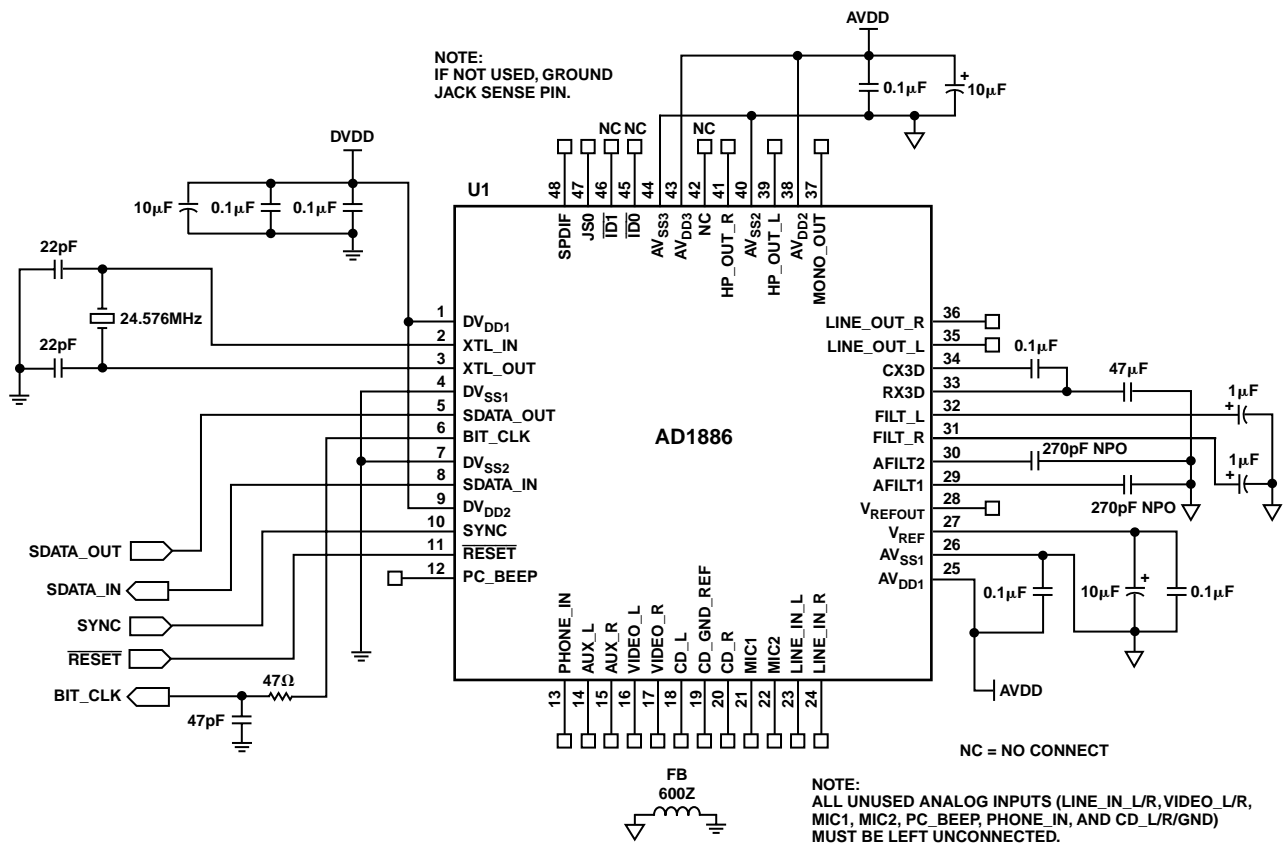 AVDD
NOTE:
IF NOT USED, GROUND
JACK SENSE PIN.
0.1µF
10µF
+
NC NC
NC
DVDD
U1
48 47 46 45 44 43 42 41 40 39 38 37
SPDIF
JS0
ID1
ID0
AVSS3
AVDD3
NC
HP_OUT_R
AVSS2
HP_OUT_L
AVDD2
MONO_OUT
10µF
0.1µF
0.1µF
22pF
24.576MHz
22pF
1 DVDD1
2 XTL_IN
3 XTL_OUT
4 DVSS1
5 SDATA_OUT
6 BIT_CLK
7 DVSS2
8 SDATA_IN
9 DVDD2
10 SYNC
11 RESET
12 PC_BEEP
AD1886
LINE_OUT_R 36
LINE_OUT_L 35
CX3D 34
RX3D 33
FILT_L 32
FILT_R 31
AFILT2 30
AFILT1 29
VREFOUT 28
VREF 27
AVSS1 26
AVDD1 25
0.1µF
47µF
1µF
+
270pF NPO
1µF
+
270pF NPO
0.1µF
10µF
+
0.1µF
AVDD
SDATA_OUT
SDATA_IN
SYNC
RESET
BIT_CLK
47Ω
47pF
PHONE_IN
AUX_L
AUX_R
VIDEO_L
VIDEO_R
CD_L
CD_GND_REF
CD_R
MIC1
MIC2
LINE_IN_L
LINE_IN_R
13 14 15 16 17 18 19 20 21 22 23 24
FB
600Z
NC = NO CONNECT
NOTE:
ALL UNUSED ANALOG INPUTS (LINE_IN_L/R, VIDEO_L/R,
MIC1, MIC2, PC_BEEP, PHONE_IN, AND CD_L/R/GND)
MUST BE LEFT UNCONNECTED.